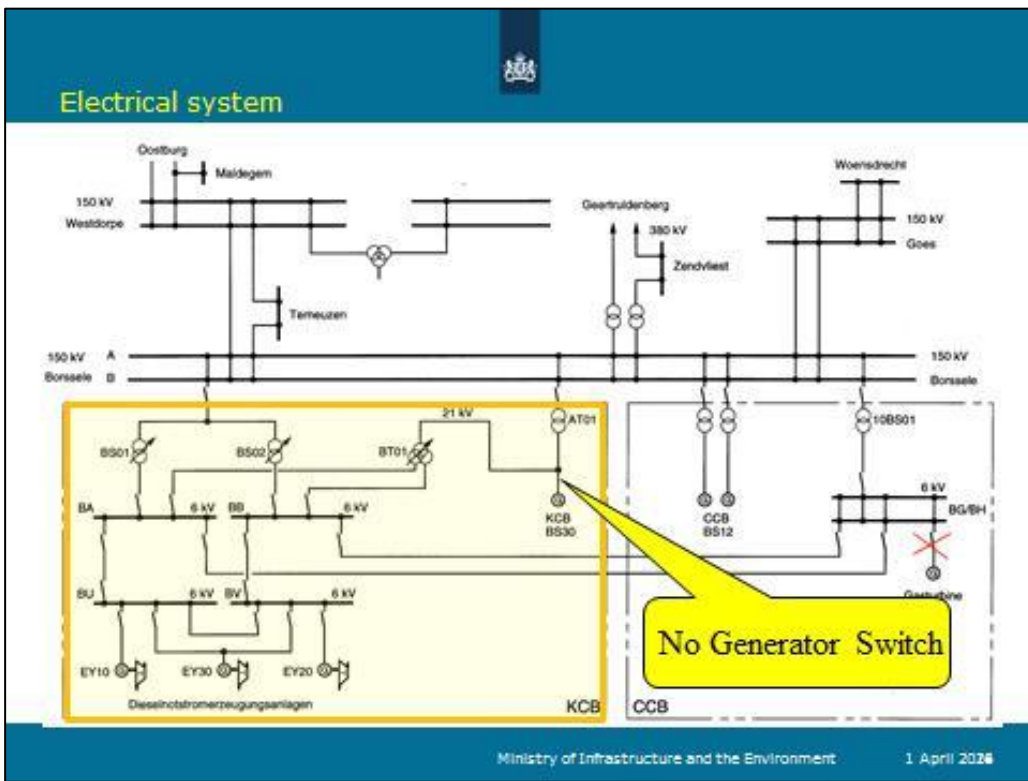 Electrical system
Oostburg
Maldegem
Woensdrecht
150 kV
Westdorpe
Geertruidenberg
380 kV
150 kV
Goes
Zandvliest
Terneuzen
150 kV A
Borssele B
150 kV
Borssele
21 kV
AT01
10BS01
BS01
BS02
BT01
BA
6 kV
BB
6 kV
KCB
BS30
CCB
BS12
6 kV
BG/BH
BU
6 kV
BV
6 kV
No Generator Switch
EY10
EY30
EY20
Dieselnotstromerzeugungsanlagen
KCB
CCB
Ministry of Infrastructure and the Environment
1 April